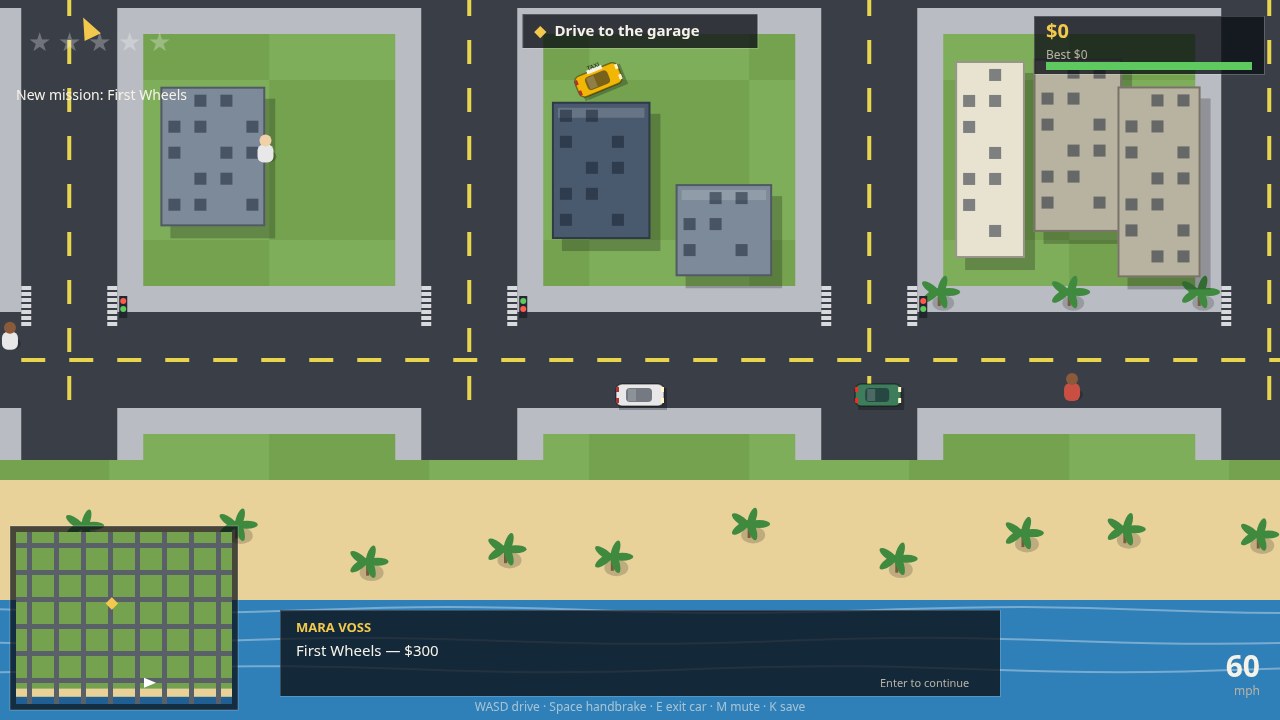 ◆ Drive to the garage
$0
Best $0
New mission: First Wheels
TAXI
MARA VOSS
First Wheels — $300
Enter to continue
60
mph
WASD drive · Space handbrake · E exit car · M mute · K save